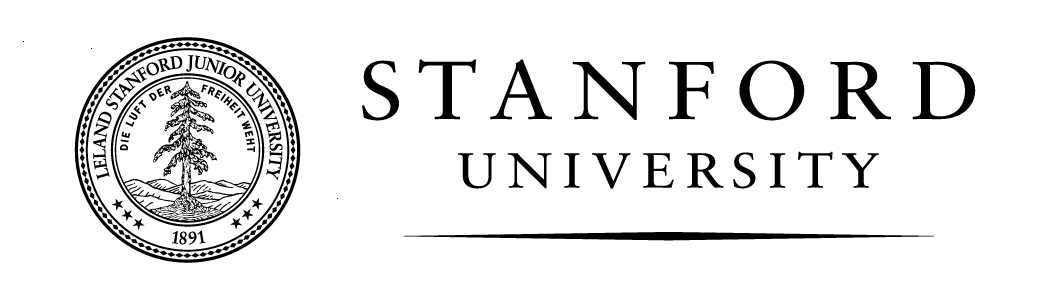 LELAND STANFORD JUNIOR UNIVERSITY
DIE LUFT DER FREIHEIT WEHT
1891
STANFORD
UNIVERSITY